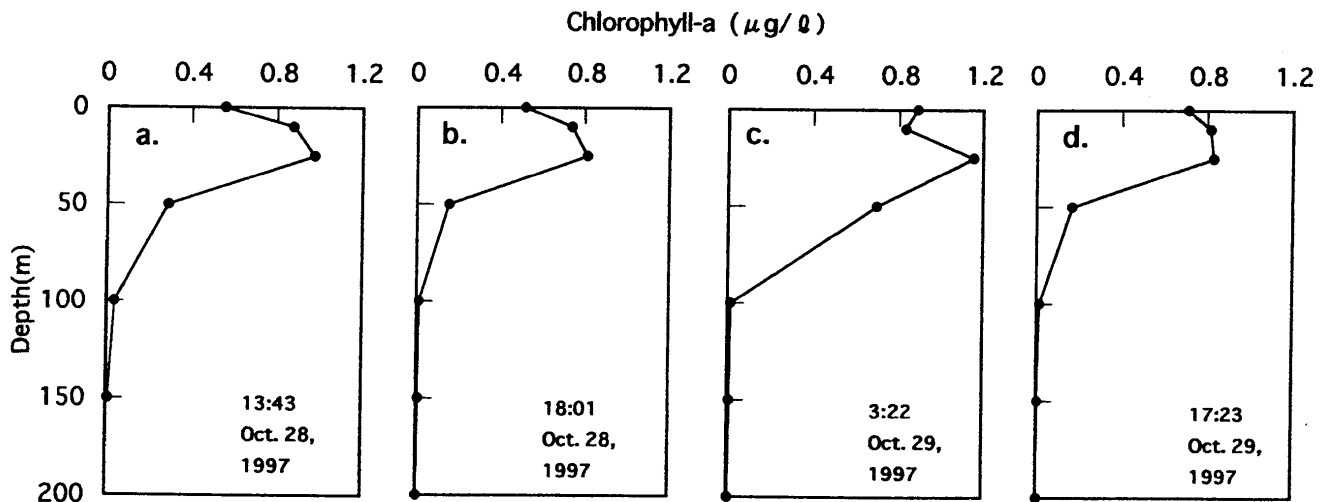 Chlorophyll-a (μg/ℓ)
0 0.4 0.8 1.2 0 0.4 0.8 1.2 0 0.4 0.8 1.2 0 0.4 0.8 1.2
0
a. b. c. d.
50
Depth(m)
100
150
13:43 18:01 3:22 17:23
Oct. 28, Oct. 28, Oct. 29, Oct. 29,
1997 1997 1997 1997
200